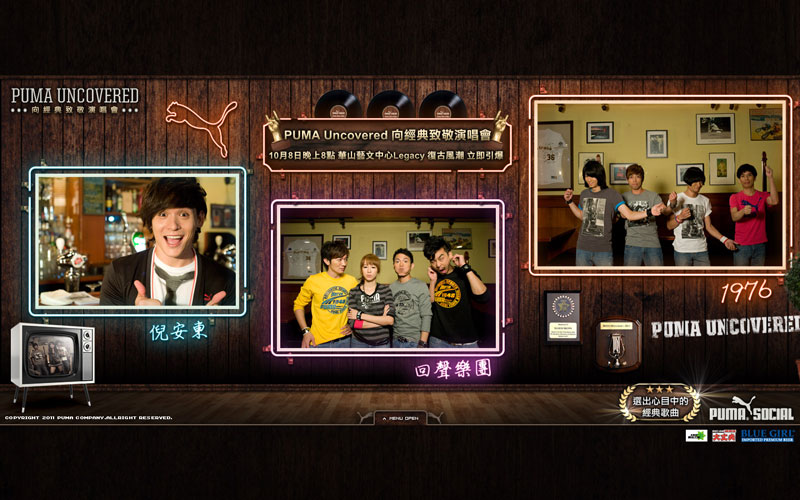 PUMA UNCOVERED
向經典致敬演唱會
PUMA Uncovered 向經典致敬演唱會
10月8日晚上8點 華山藝文中心Legacy 復古風潮 立即引爆
倪安東
回聲樂團
1976
PUMA UNCOVERED
選出心目中的
經典歌曲
PUMA SOCIAL
COPYRIGHT 2011 PUMA COMPANY.ALLRIGHT RESERVED.
MENU OPEN
BLUE GIRL
IMPORTED PREMIUM BEER